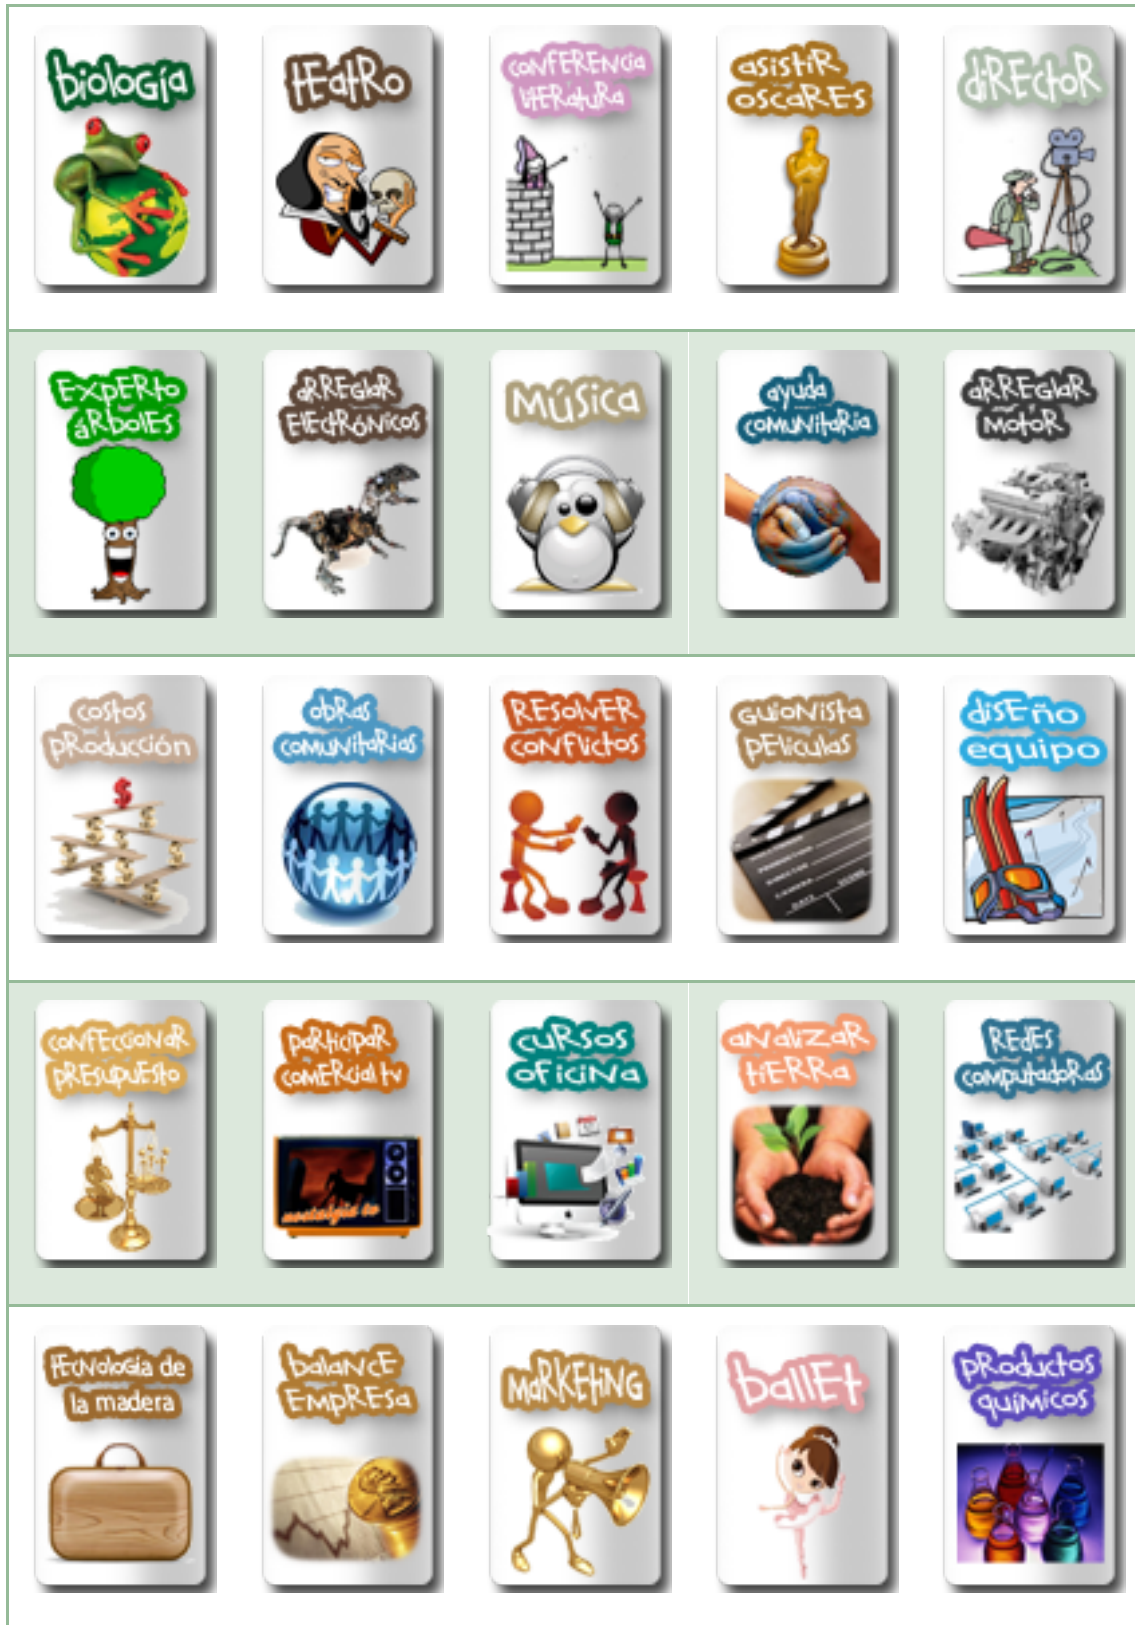 biología
tEatRo
conFERENcia
litERatuRa
asistiR
oscaREs
diREctoR
ExpERto
áRbolEs
aRREglaR
ElEctRóNicos
Música
ayuda
comuNitaRia
aRREglaR
motoR
costos
pRoduccióN
obRas
comuNitaRias
REsolvER
coNflictos
guioNista
pElículas
disEño
equipo
coNfEccioNaR
pREsupuEsto
paRticipaR
comERcial tv
nostalgia tv
cuRsos
oficiNa
aNalizaR
tiERRa
REdEs
computadoRas
tEcNología de
la madera
balaNcE
EmpREsa
maRKEtiNG
ballEt
pRoductos
químicos